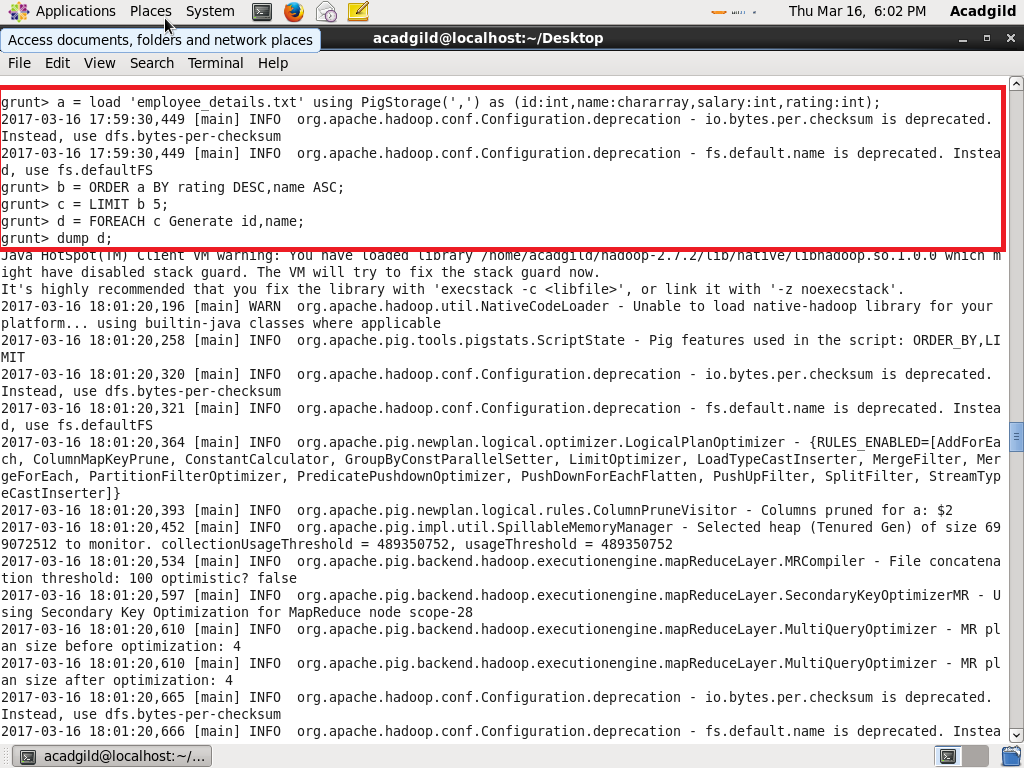 Applications Places System Thu Mar 16, 6:02 PM Acadgild
Access documents, folders and network places
acadgild@localhost:~/Desktop
File Edit View Search Terminal Help
grunt> a = load 'employee_details.txt' using PigStorage(',') as (id:int,name:chararray,salary:int,rating:int);
2017-03-16 17:59:30,449 [main] INFO  org.apache.hadoop.conf.Configuration.deprecation - io.bytes.per.checksum is deprecated.
Instead, use dfs.bytes-per-checksum
2017-03-16 17:59:30,449 [main] INFO  org.apache.hadoop.conf.Configuration.deprecation - fs.default.name is deprecated. Instea
d, use fs.defaultFS
grunt> b = ORDER a BY rating DESC,name ASC;
grunt> c = LIMIT b 5;
grunt> d = FOREACH c Generate id,name;
grunt> dump d;
Java HotSpot(TM) Client VM warning: You have loaded library /home/acadgild/hadoop-2.7.2/lib/native/libhadoop.so.1.0.0 which m
ight have disabled stack guard. The VM will try to fix the stack guard now.
It's highly recommended that you fix the library with 'execstack -c <libfile>', or link it with '-z noexecstack'.
2017-03-16 18:01:20,196 [main] WARN  org.apache.hadoop.util.NativeCodeLoader - Unable to load native-hadoop library for your
platform... using builtin-java classes where applicable
2017-03-16 18:01:20,258 [main] INFO  org.apache.pig.tools.pigstats.ScriptState - Pig features used in the script: ORDER_BY,LI
MIT
2017-03-16 18:01:20,320 [main] INFO  org.apache.hadoop.conf.Configuration.deprecation - io.bytes.per.checksum is deprecated.
Instead, use dfs.bytes-per-checksum
2017-03-16 18:01:20,321 [main] INFO  org.apache.hadoop.conf.Configuration.deprecation - fs.default.name is deprecated. Instea
d, use fs.defaultFS
2017-03-16 18:01:20,364 [main] INFO  org.apache.pig.newplan.logical.optimizer.LogicalPlanOptimizer - {RULES_ENABLED=[AddForEa
ch, ColumnMapKeyPrune, ConstantCalculator, GroupByConstParallelSetter, LimitOptimizer, LoadTypeCastInserter, MergeFilter, Mer
geForEach, PartitionFilterOptimizer, PredicatePushdownOptimizer, PushDownForEachFlatten, PushUpFilter, SplitFilter, StreamTyp
eCastInserter]}
2017-03-16 18:01:20,393 [main] INFO  org.apache.pig.newplan.logical.rules.ColumnPruneVisitor - Columns pruned for a: $2
2017-03-16 18:01:20,452 [main] INFO  org.apache.pig.impl.util.SpillableMemoryManager - Selected heap (Tenured Gen) of size 69
9072512 to monitor. collectionUsageThreshold = 489350752, usageThreshold = 489350752
2017-03-16 18:01:20,534 [main] INFO  org.apache.pig.backend.hadoop.executionengine.mapReduceLayer.MRCompiler - File concatena
tion threshold: 100 optimistic? false
2017-03-16 18:01:20,597 [main] INFO  org.apache.pig.backend.hadoop.executionengine.mapReduceLayer.SecondaryKeyOptimizerMR - U
sing Secondary Key Optimization for MapReduce node scope-28
2017-03-16 18:01:20,610 [main] INFO  org.apache.pig.backend.hadoop.executionengine.mapReduceLayer.MultiQueryOptimizer - MR pl
an size before optimization: 4
2017-03-16 18:01:20,610 [main] INFO  org.apache.pig.backend.hadoop.executionengine.mapReduceLayer.MultiQueryOptimizer - MR pl
an size after optimization: 4
2017-03-16 18:01:20,665 [main] INFO  org.apache.hadoop.conf.Configuration.deprecation - io.bytes.per.checksum is deprecated.
Instead, use dfs.bytes-per-checksum
2017-03-16 18:01:20,666 [main] INFO  org.apache.hadoop.conf.Configuration.deprecation - fs.default.name is deprecated. Instea
acadgild@localhost:~/...